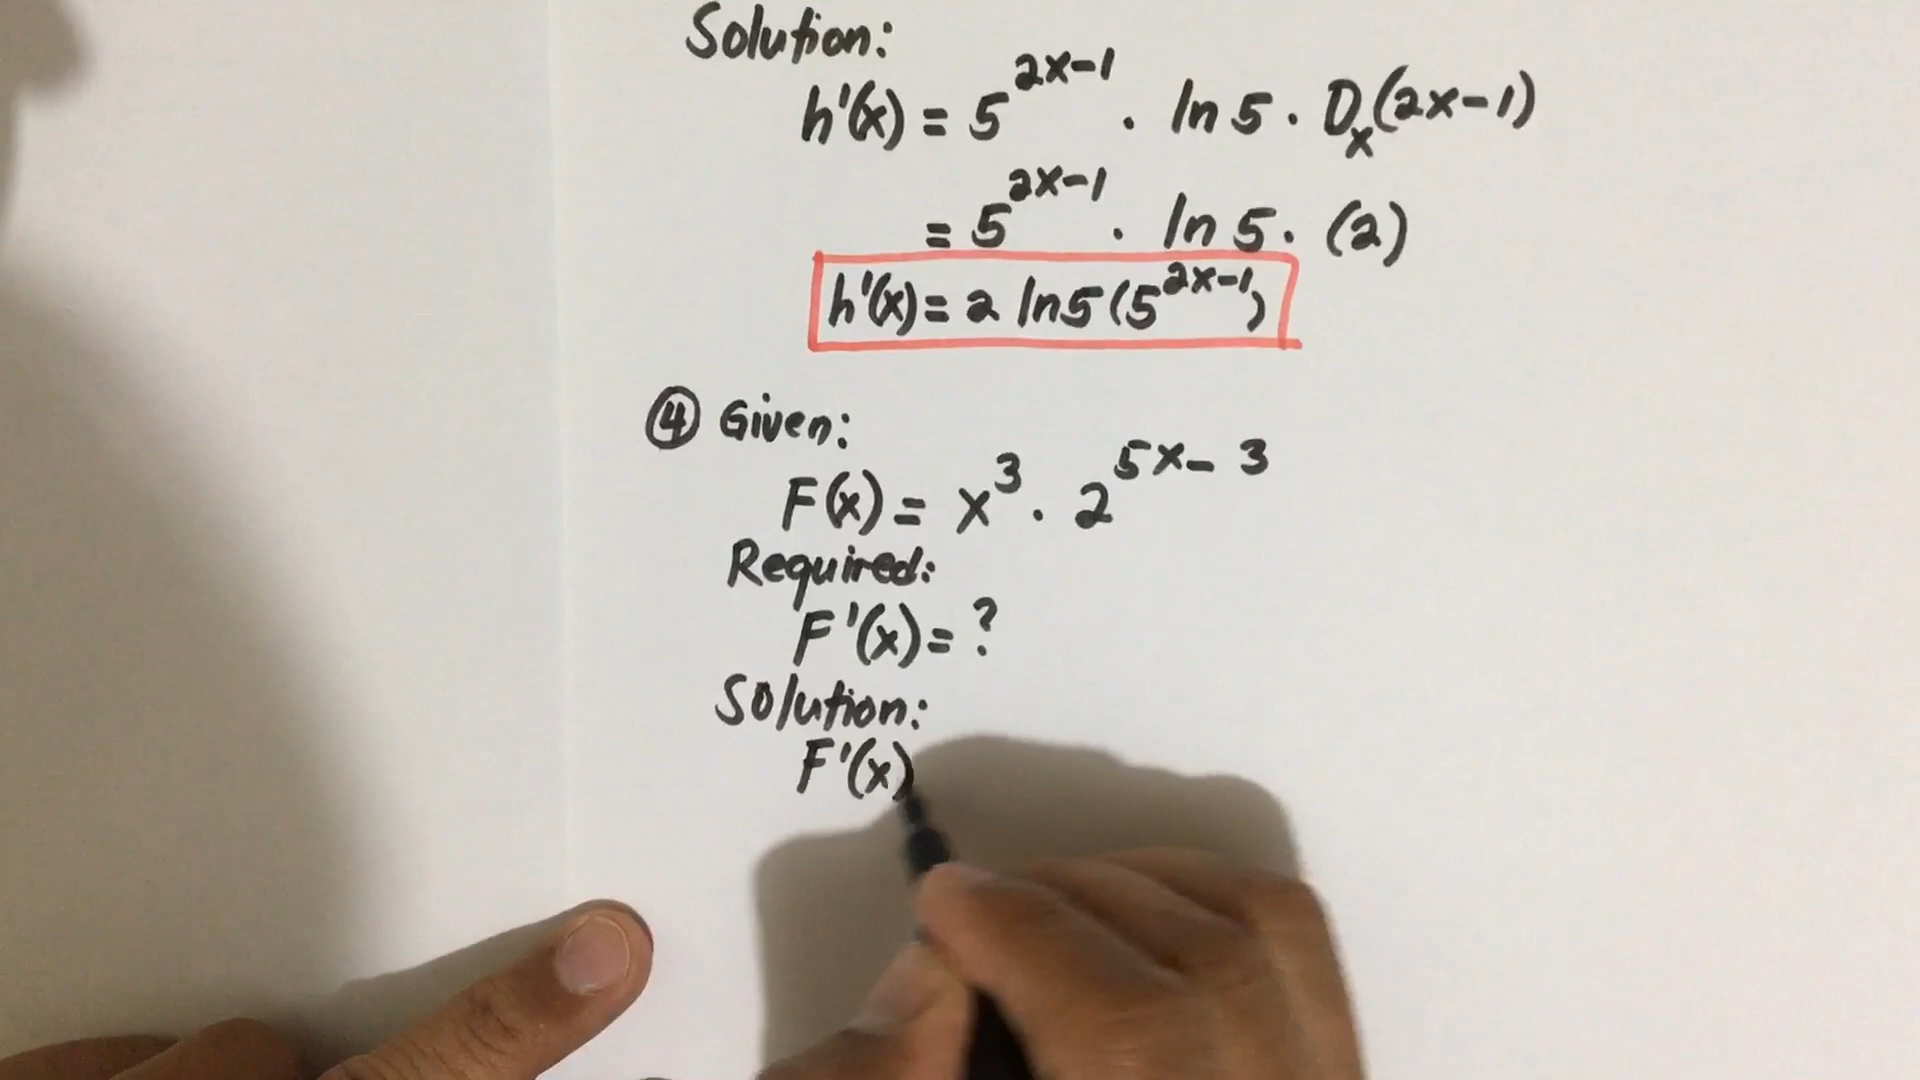 Solution:
h'(x) = 5^{2x-1} · ln 5 · D_x(2x-1)
= 5^{2x-1} · ln 5 · (2)
h'(x) = 2 ln5 (5^{2x-1})
④ Given:
F(x) = x^3 · 2^{5x-3}
Required:
F'(x) = ?
Solution:
F'(x)